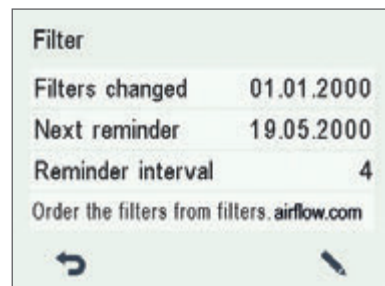 Filter
Filters changed 01.01.2000
Next reminder 19.05.2000
Reminder interval 4
Order the filters from filters.airflow.com